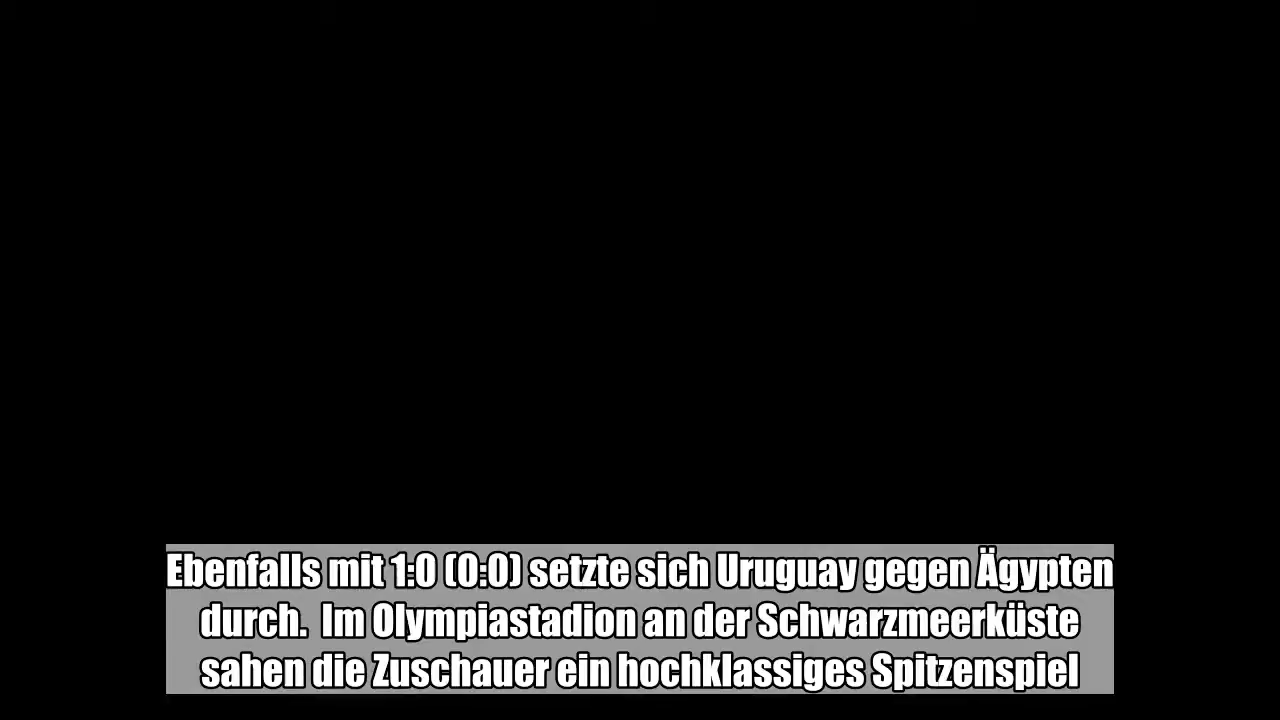 Ebenfalls mit 1:0 (0:0) setzte sich Uruguay gegen Ägypten
durch.  Im Olympiastadion an der Schwarzmeerküste
sahen die Zuschauer ein hochklassiges Spitzenspiel